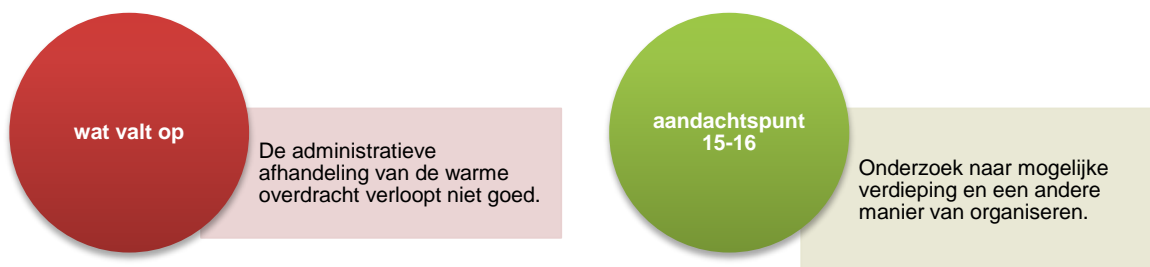 wat valt op
De administratieve
afhandeling van de warme
overdracht verloopt niet goed.
aandachtspunt
15-16
Onderzoek naar mogelijke
verdieping en een andere
manier van organiseren.